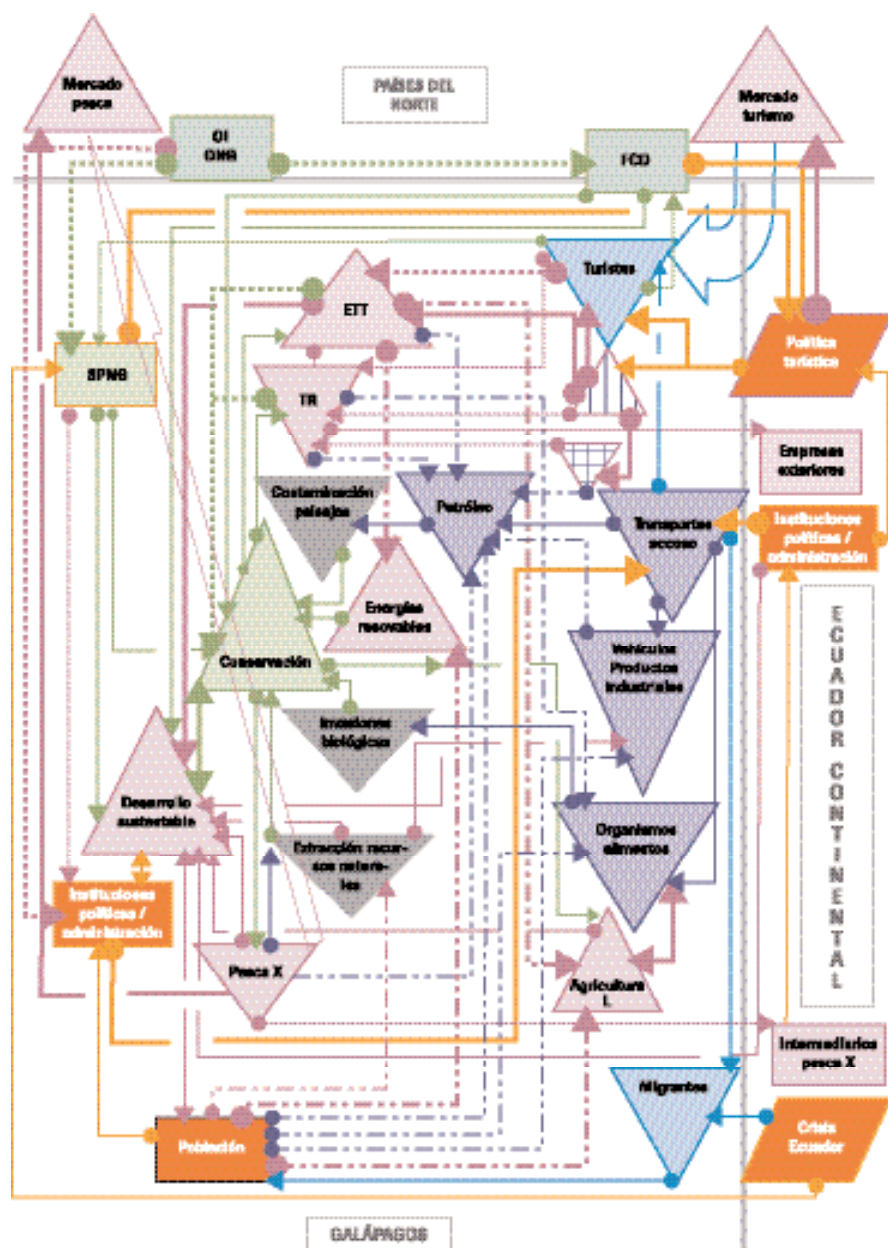 Mercado
pesca
PAÍSES DEL
NORTE
Mercado
turismo
OI
ONG
FCD
Turistas
ETT
Política
turística
SPNG
TR
Empresas
exteriores
Contaminación
paisajes
Petróleo
Transportes
acceso
Instituciones
políticas /
administración
Energías
renovables
Vehículos
Productos
industriales
Conservación
ECUADOR CONTINENTAL
Invasiones
biológicas
Desarrollo
sustentable
Organismos
alimentos
Extracción recur-
sos natura-
les
Instituciones
políticas /
administración
Pesca X
Agricultura
L
Intermediarios
pesca X
Migrantes
Población
Crisis
Ecuador
GALÁPAGOS